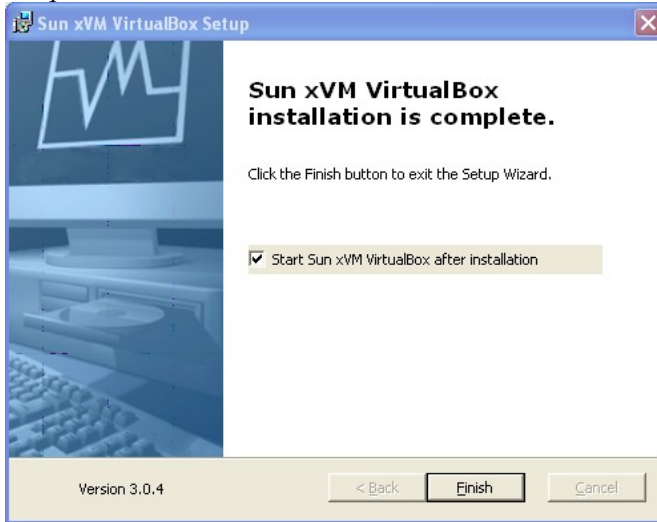 Sun xVM VirtualBox Setup
Sun xVM VirtualBox
installation is complete.
Click the Finish button to exit the Setup Wizard.
Start Sun xVM VirtualBox after installation
Version 3.0.4
< Back
Finish
Cancel